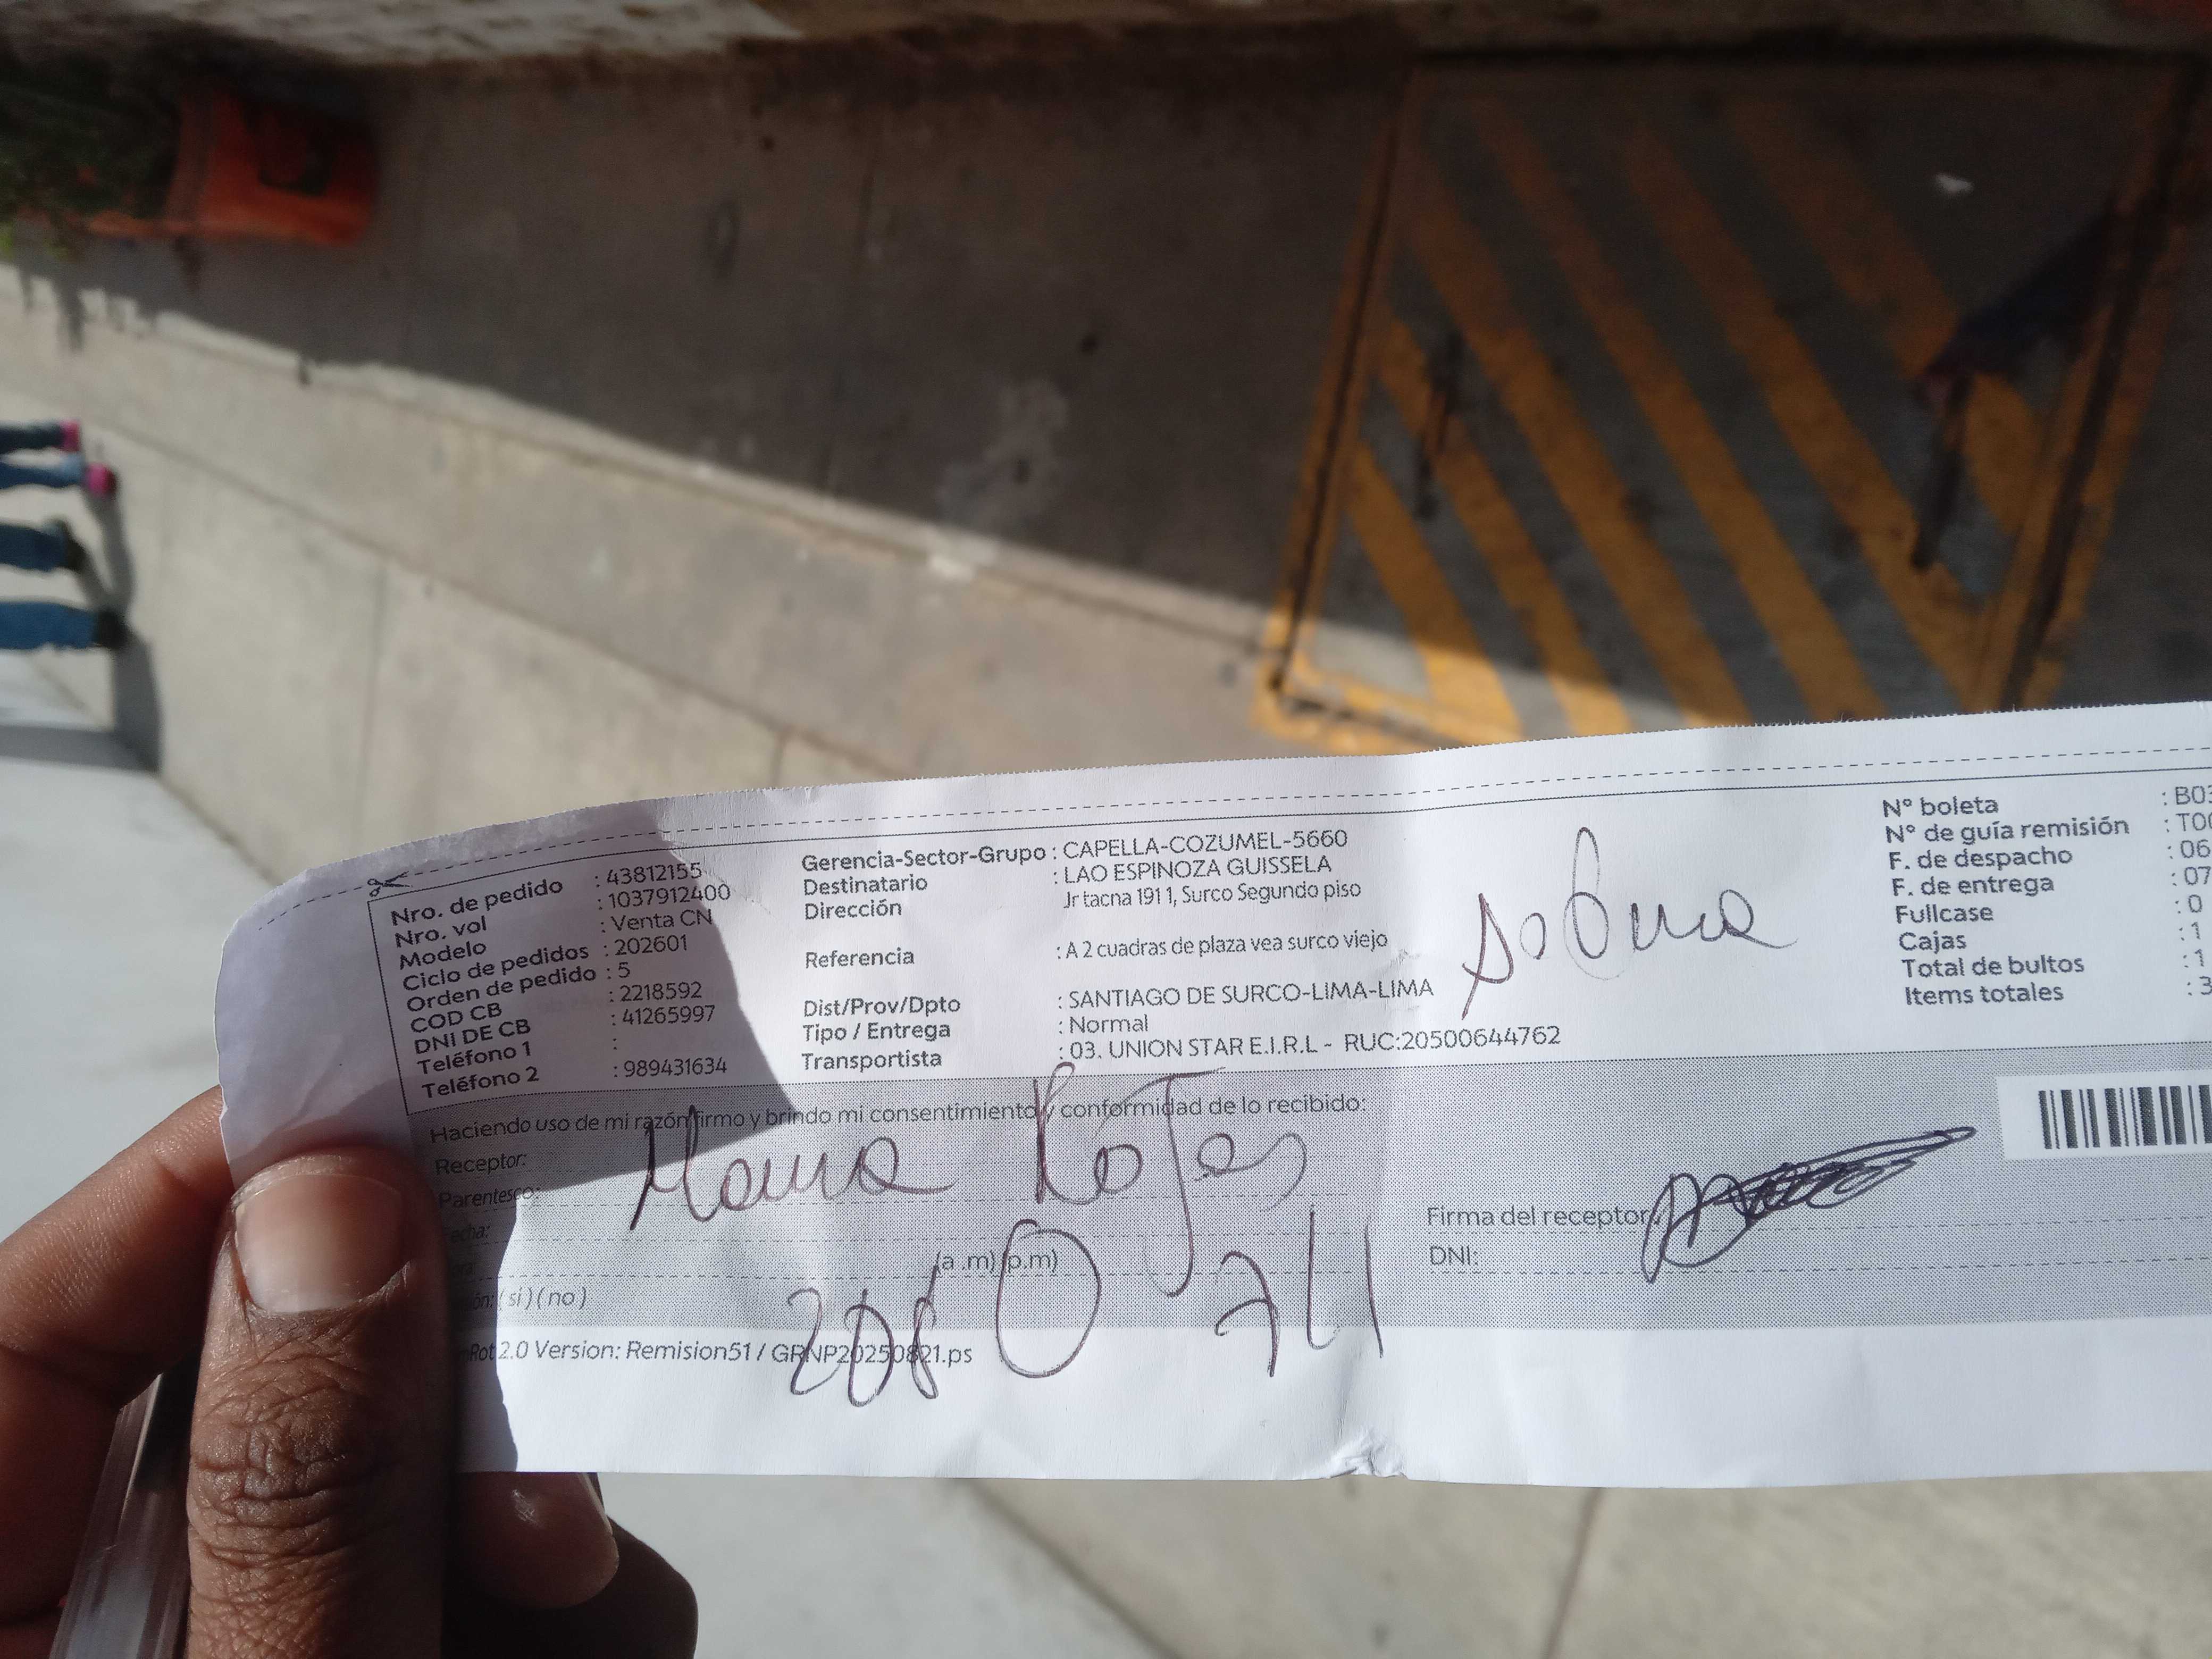 Nro. de pedido : 43812155
Nro. vol : 1037912400
Modelo : Venta CN
Ciclo de pedidos : 202601
Orden de pedido : 5
COD CB : 2218592
DNI DE CB : 41265997
Teléfono 1 :
Teléfono 2 : 989431634
Gerencia-Sector-Grupo : CAPELLA-COZUMEL-5660
Destinatario : LAO ESPINOZA GUISSELA
Dirección Jr tacna 191 1, Surco Segundo piso
Referencia : A 2 cuadras de plaza vea surco viejo
Dist/Prov/Dpto : SANTIAGO DE SURCO-LIMA-LIMA
Tipo / Entrega : Normal
Transportista : 03. UNION STAR E.I.R.L - RUC:20500644762
N° boleta : B03
N° de guía remisión : T00
F. de despacho : 06
F. de entrega : 07
Fullcase : 0
Cajas : 1
Total de bultos : 1
Items totales : 3
Haciendo uso de mi razón firmo y brindo mi consentimiento y conformidad de lo recibido:
Receptor:
Parentesco:
Rojas
Fecha:
(a .m) (p.m)
( si ) ( no )
Firma del receptor:
DNI:
Rot 2.0 Version: Remision51 / GRNP20250821.ps